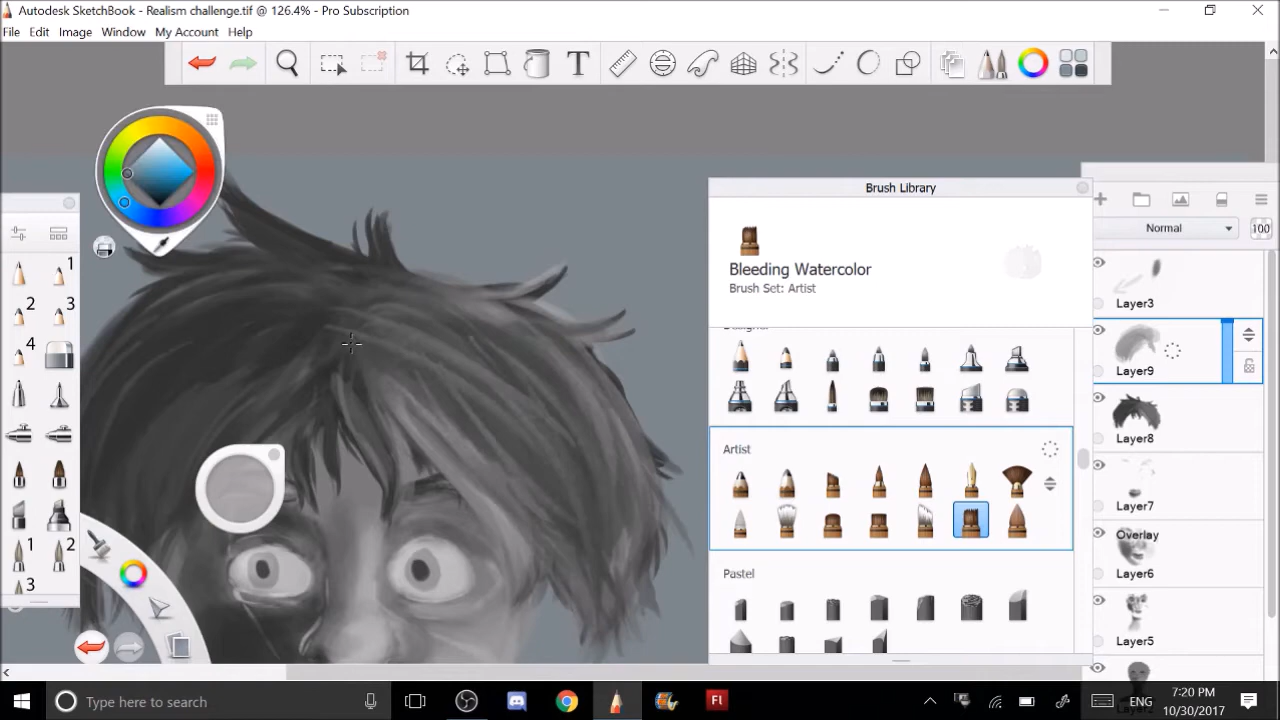 Autodesk SketchBook - Realism challenge.tif @ 126.4% - Pro Subscription
File Edit Image Window My Account Help
T
Brush Library
Bleeding Watercolor
Brush Set: Artist
Normal 100
Layer3
Layer9
Layer8
Layer7
Overlay
Layer6
Layer5
1
2 3
4
1 2
3
Artist
Pastel
Type here to search
Fl
ENG
7:20 PM
10/30/2017